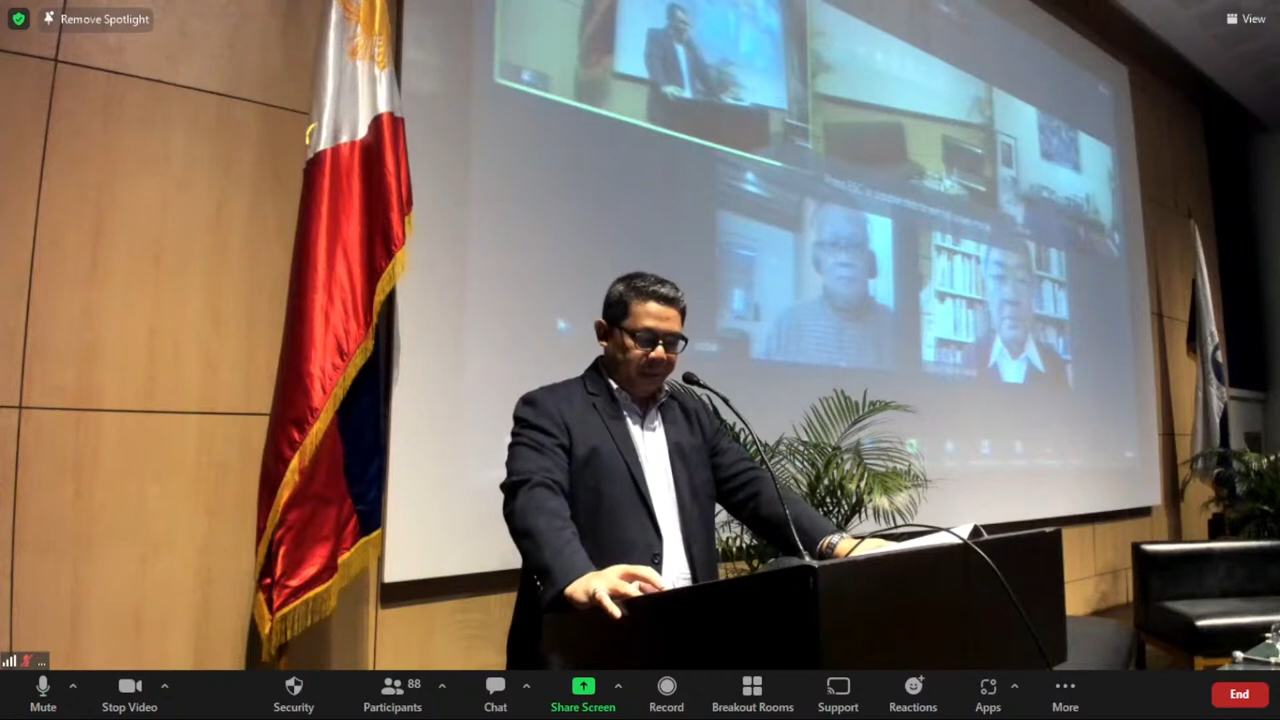 Remove Spotlight
View
...
Mute
Stop Video
Security
88
Participants
Chat
Share Screen
Record
Breakout Rooms
Support
Reactions
Apps
More
End